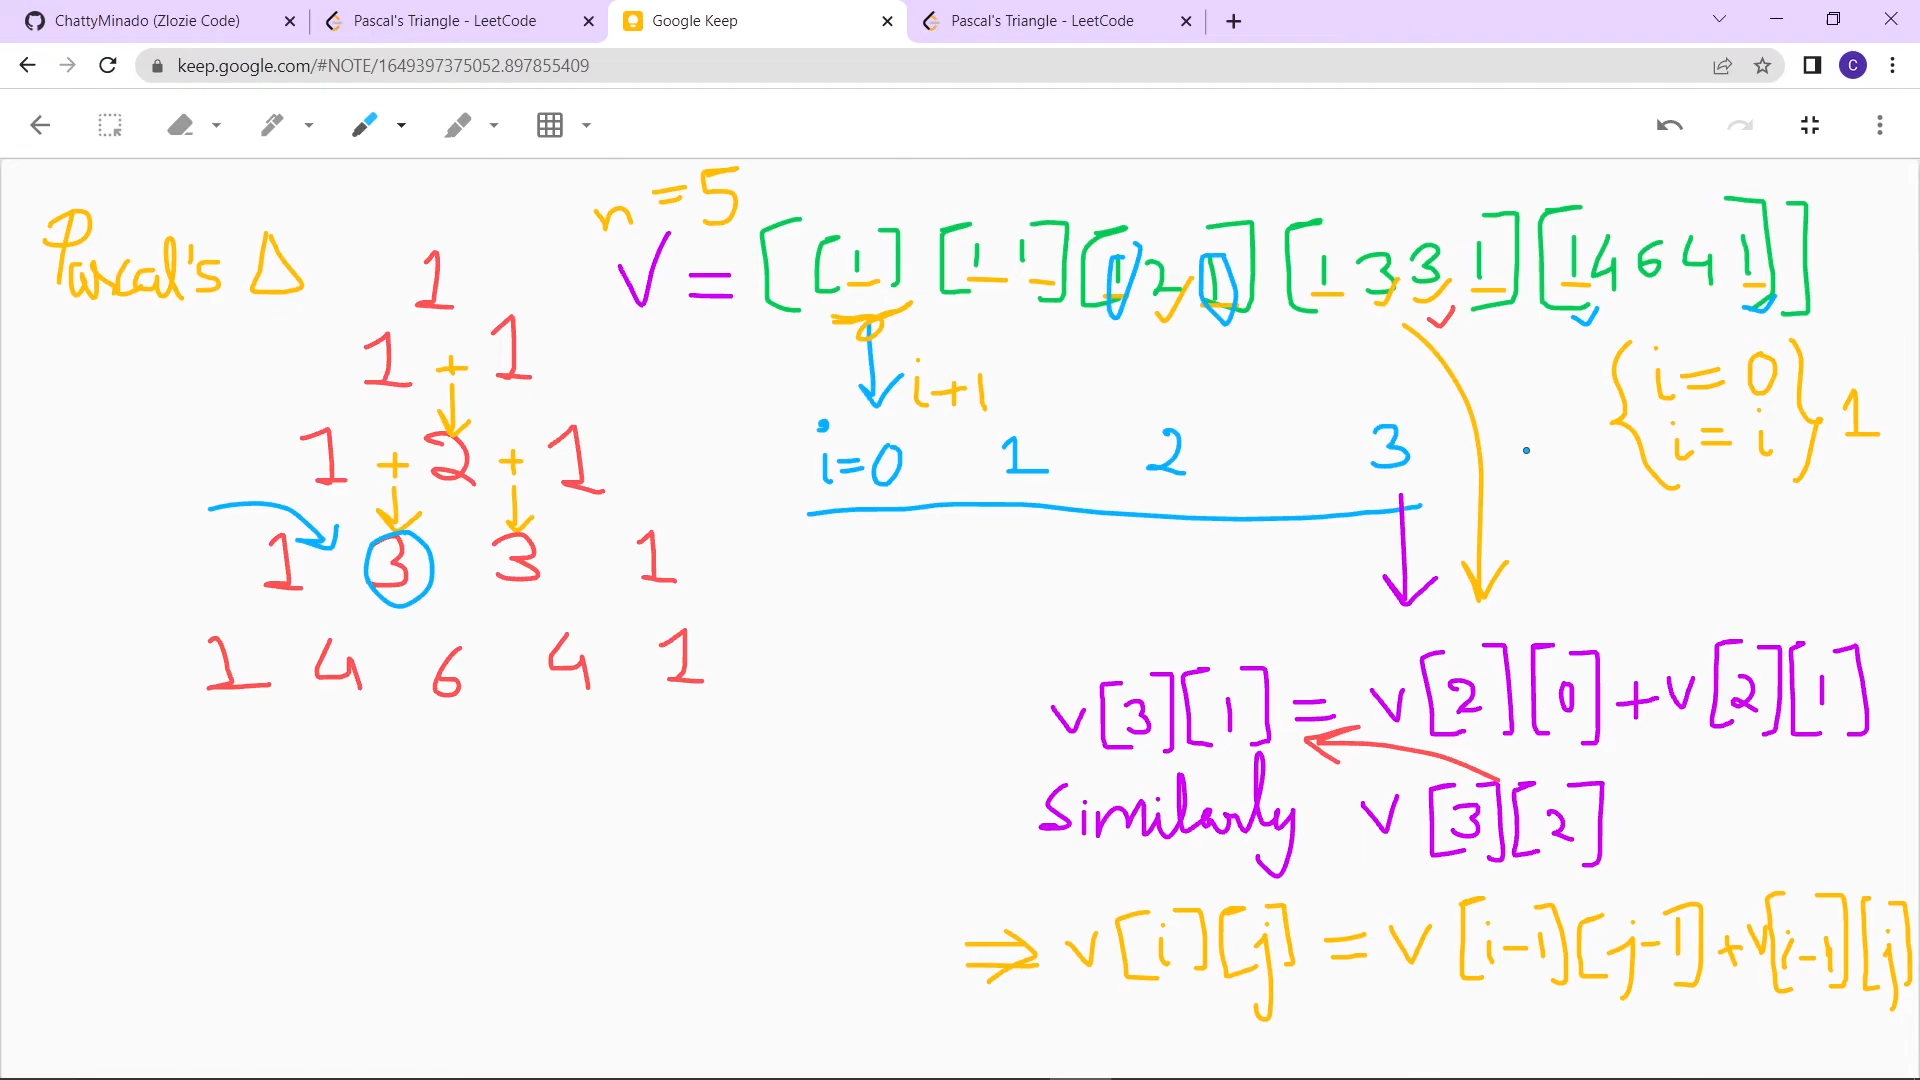 ChattyMinado (Zlozie Code)
Pascal's Triangle - LeetCode
Google Keep
Pascal's Triangle - LeetCode
keep.google.com/#NOTE/1649397375052.897855409
C
Pascal's Δ
n = 5
V = [[1] [1 1] [1 2 1] [1 3 3 1] [1 4 6 4 1]]
1
1 + 1
1 + 2 + 1
1 3 3 1
1 4 6 4 1
i+1
i=0 1 2 3
{i = 0
i = i} 1
v[3][1] = v[2][0] + v[2][1]
Similarly v[3][2]
⇒ v[i][j] = v[i-1][j-1] + v[i-1][j]